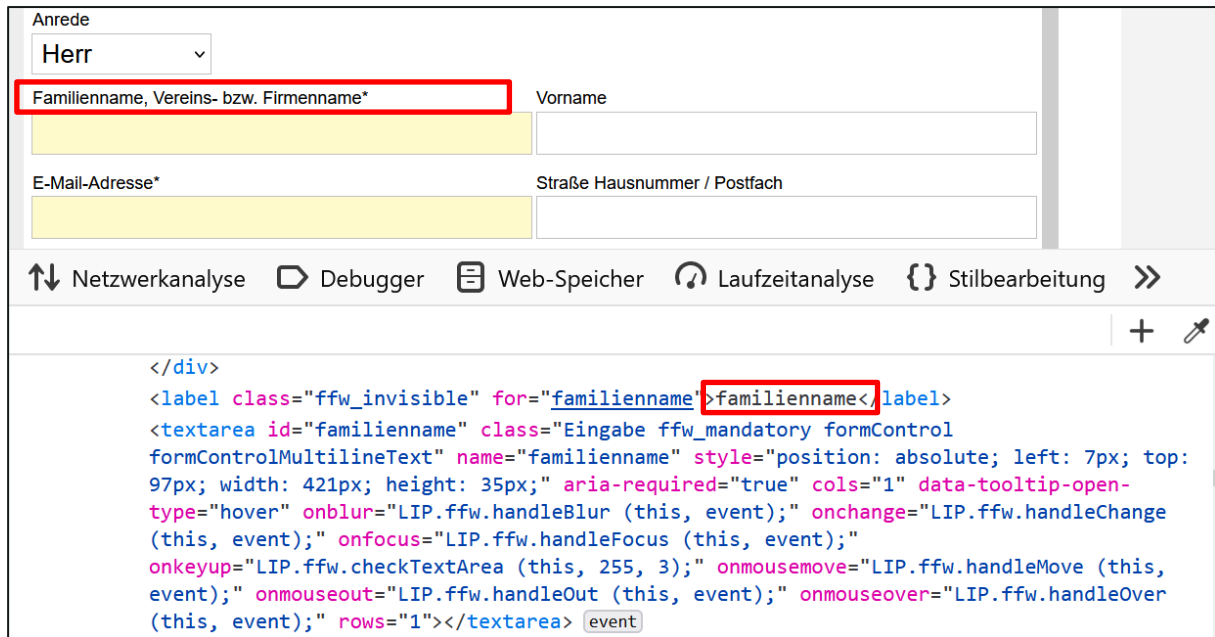 Anrede
Herr
Familienname, Vereins- bzw. Firmenname* Vorname
E-Mail-Adresse* Straße Hausnummer / Postfach
Netzwerkanalyse Debugger Web-Speicher Laufzeitanalyse {} Stilbearbeitung
</div>
<label class="ffw_invisible" for="familienname">familienname</label>
<textarea id="familienname" class="Eingabe ffw_mandatory formControl
formControlMultilineText" name="familienname" style="position: absolute; left: 7px; top:
97px; width: 421px; height: 35px;" aria-required="true" cols="1" data-tooltip-open-
type="hover" onblur="LIP.ffw.handleBlur (this, event);" onchange="LIP.ffw.handleChange
(this, event);" onfocus="LIP.ffw.handleFocus (this, event);"
onkeyup="LIP.ffw.checkTextArea (this, 255, 3);" onmousemove="LIP.ffw.handleMove (this,
event);" onmouseout="LIP.ffw.handleOut (this, event);" onmouseover="LIP.ffw.handleOver
(this, event);" rows="1"></textarea> event